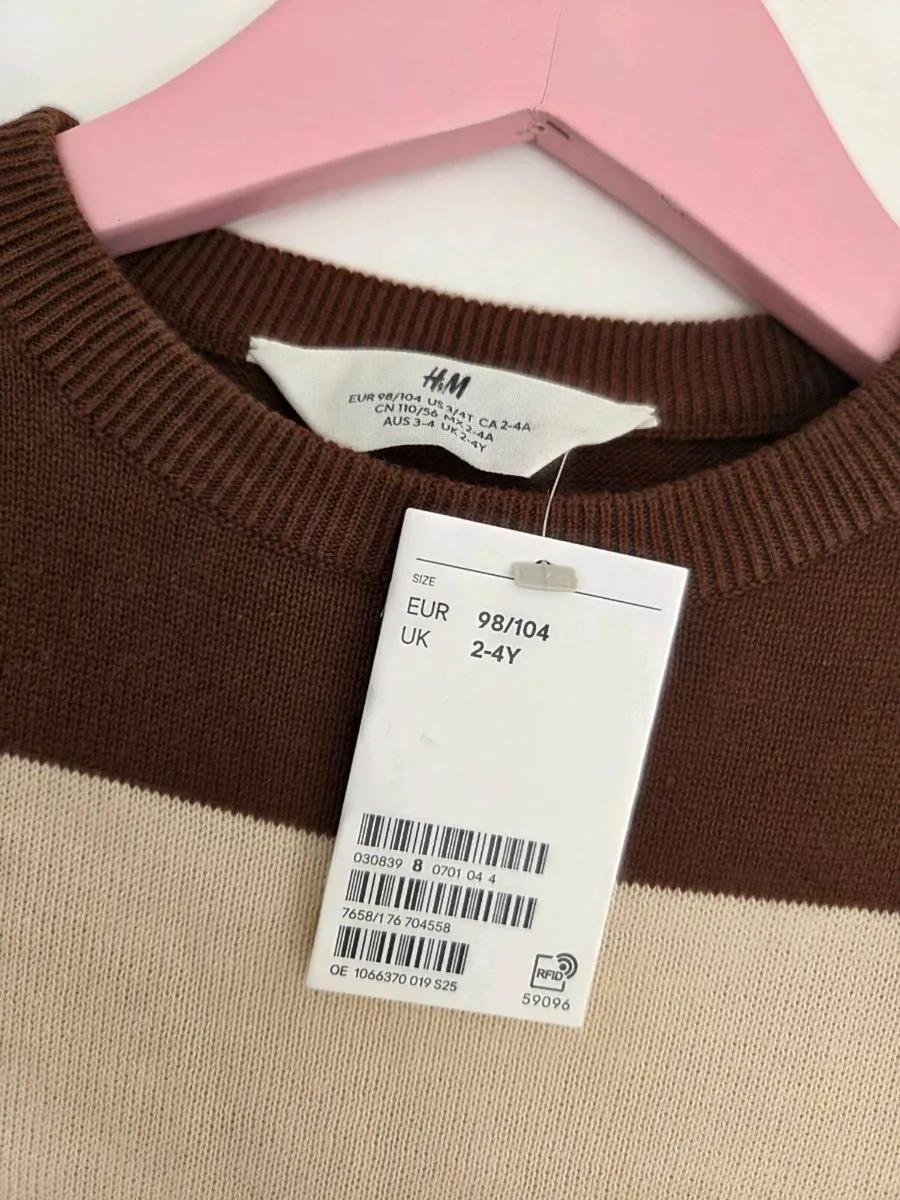 H&M
EUR 98/104 US 3/4T CA 2-4A
CN 110/56 MX 2-4A
AUS 3-4 UK 2-4Y
SIZE
EUR 98/104
UK 2-4Y
030839 8 0701 04 4
7658/176 704558
OE 1066370 019 S25
RFID
59096